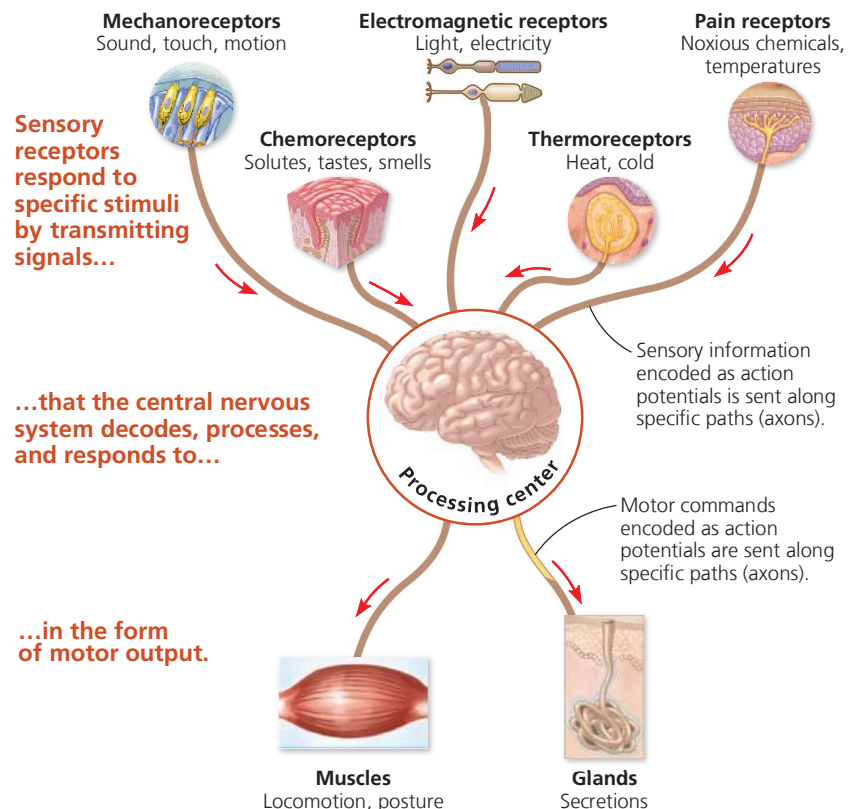 Mechanoreceptors
Sound, touch, motion
Electromagnetic receptors
Light, electricity
Pain receptors
Noxious chemicals,
temperatures
Chemoreceptors
Solutes, tastes, smells
Thermoreceptors
Heat, cold
Sensory
receptors
respond to
specific stimuli
by transmitting
signals…
Sensory information
encoded as action
potentials is sent along
specific paths (axons).
…that the central nervous
system decodes, processes,
and responds to…
Processing center
Motor commands
encoded as action
potentials are sent along
specific paths (axons).
…in the form
of motor output.
Muscles
Locomotion, posture
Glands
Secretions